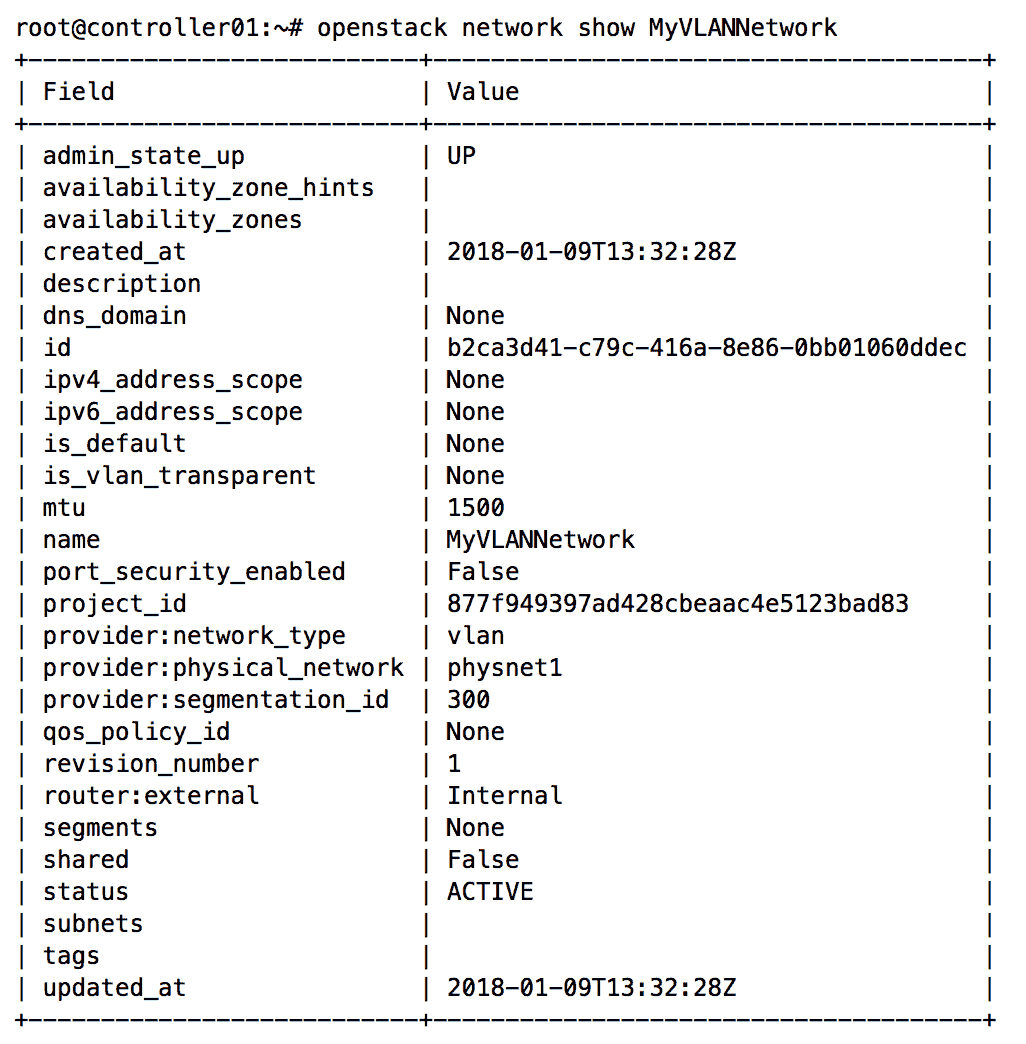 root@controller01:~# openstack network show MyVLANNetwork
+---------------------------+--------------------------------------+
| Field                     | Value                                |
+---------------------------+--------------------------------------+
| admin_state_up            | UP                                   |
| availability_zone_hints   |                                      |
| availability_zones        |                                      |
| created_at                | 2018-01-09T13:32:28Z                 |
| description               |                                      |
| dns_domain                | None                                 |
| id                        | b2ca3d41-c79c-416a-8e86-0bb01060ddec |
| ipv4_address_scope        | None                                 |
| ipv6_address_scope        | None                                 |
| is_default                | None                                 |
| is_vlan_transparent       | None                                 |
| mtu                       | 1500                                 |
| name                      | MyVLANNetwork                        |
| port_security_enabled     | False                                |
| project_id                | 877f949397ad428cbeaac4e5123bad83     |
| provider:network_type     | vlan                                 |
| provider:physical_network | physnet1                             |
| provider:segmentation_id  | 300                                  |
| qos_policy_id             | None                                 |
| revision_number           | 1                                    |
| router:external           | Internal                             |
| segments                  | None                                 |
| shared                    | False                                |
| status                    | ACTIVE                               |
| subnets                   |                                      |
| tags                      |                                      |
| updated_at                | 2018-01-09T13:32:28Z                 |
+---------------------------+--------------------------------------+